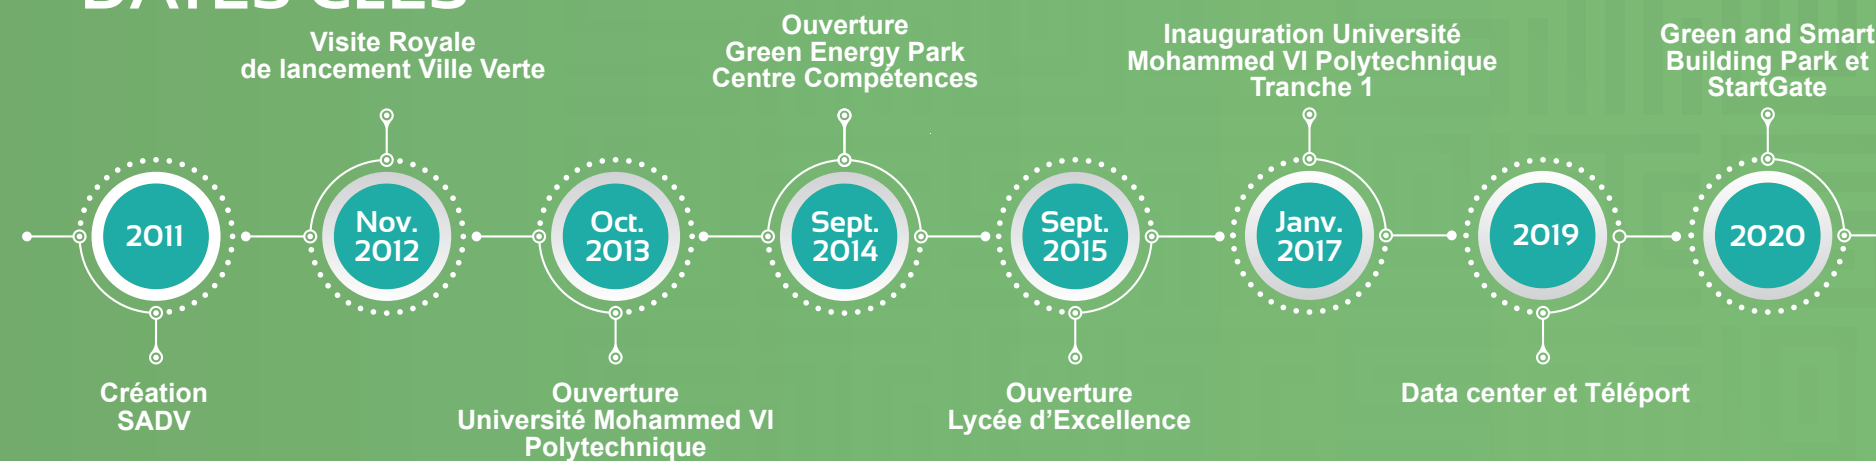 DATES CLÉS
2011
Création
SADV
Visite Royale
de lancement Ville Verte
Nov.
2012
Oct.
2013
Ouverture
Université Mohammed VI
Polytechnique
Ouverture
Green Energy Park
Centre Compétences
Sept.
2014
Sept.
2015
Ouverture
Lycée d’Excellence
Inauguration Université
Mohammed VI Polytechnique
Tranche 1
Janv.
2017
2019
Data center et Téléport
Green and Smart
Building Park et
StartGate
2020